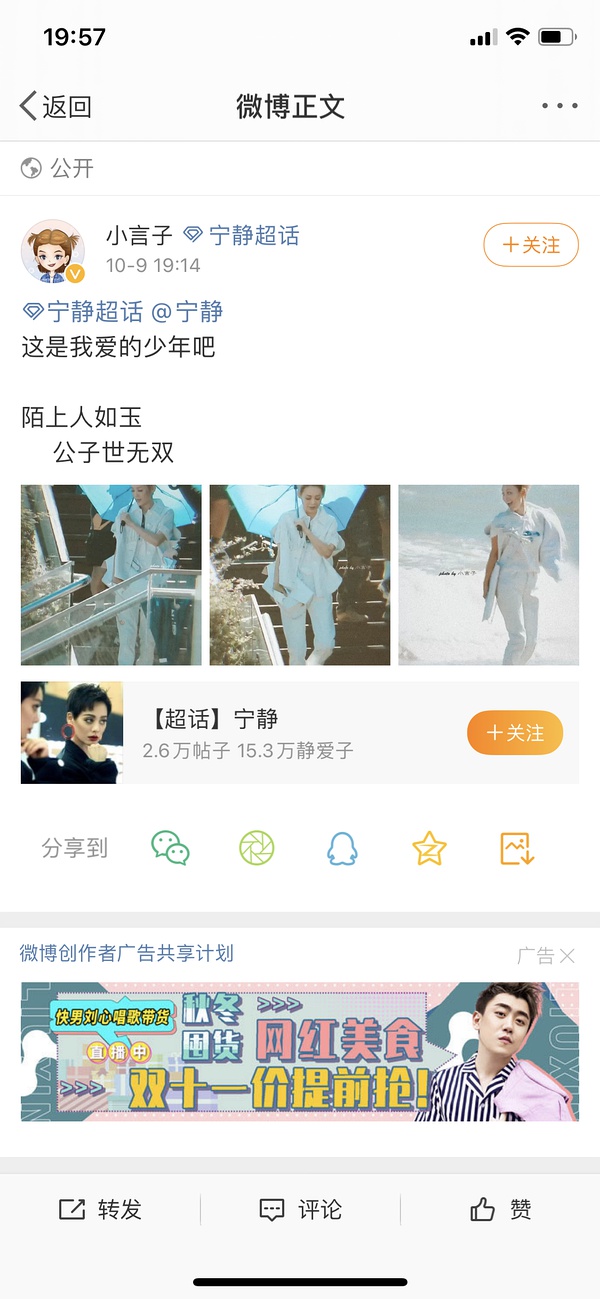 19:57
返回
微博正文
公开
小言子 宁静超话
10-9 19:14
+关注
宁静超话 @宁静
这是我爱的少年吧
陌上人如玉
公子世无双
photo by 小言子
photo by 小言子
【超话】宁静
2.6万帖子 15.3万静爱子
+关注
分享到
微博创作者广告共享计划
广告
快男刘心唱歌带货
直播中
秋冬
囤货
>>>
网红美食
>>>
双十一价提前抢!
转发
评论
赞